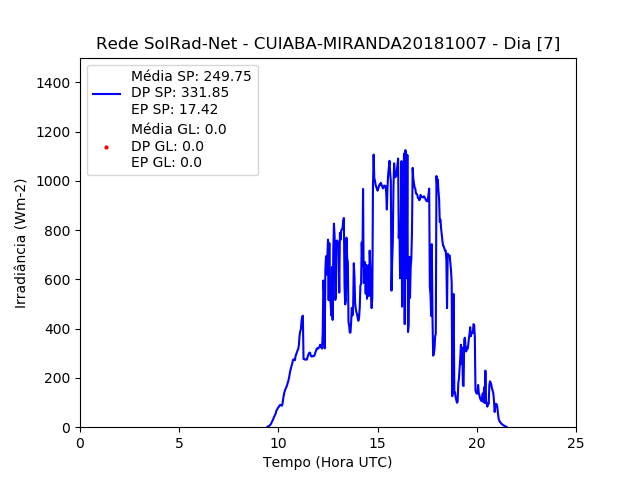 Rede SolRad-Net - CUIABA-MIRANDA20181007 - Dia [7]
Média SP: 249.75
DP SP: 331.85
EP SP: 17.42
Média GL: 0.0
DP GL: 0.0
EP GL: 0.0
Irradiância (Wm-2)
1400
1200
1000
800
600
400
200
0
0 5 10 15 20 25
Tempo (Hora UTC)